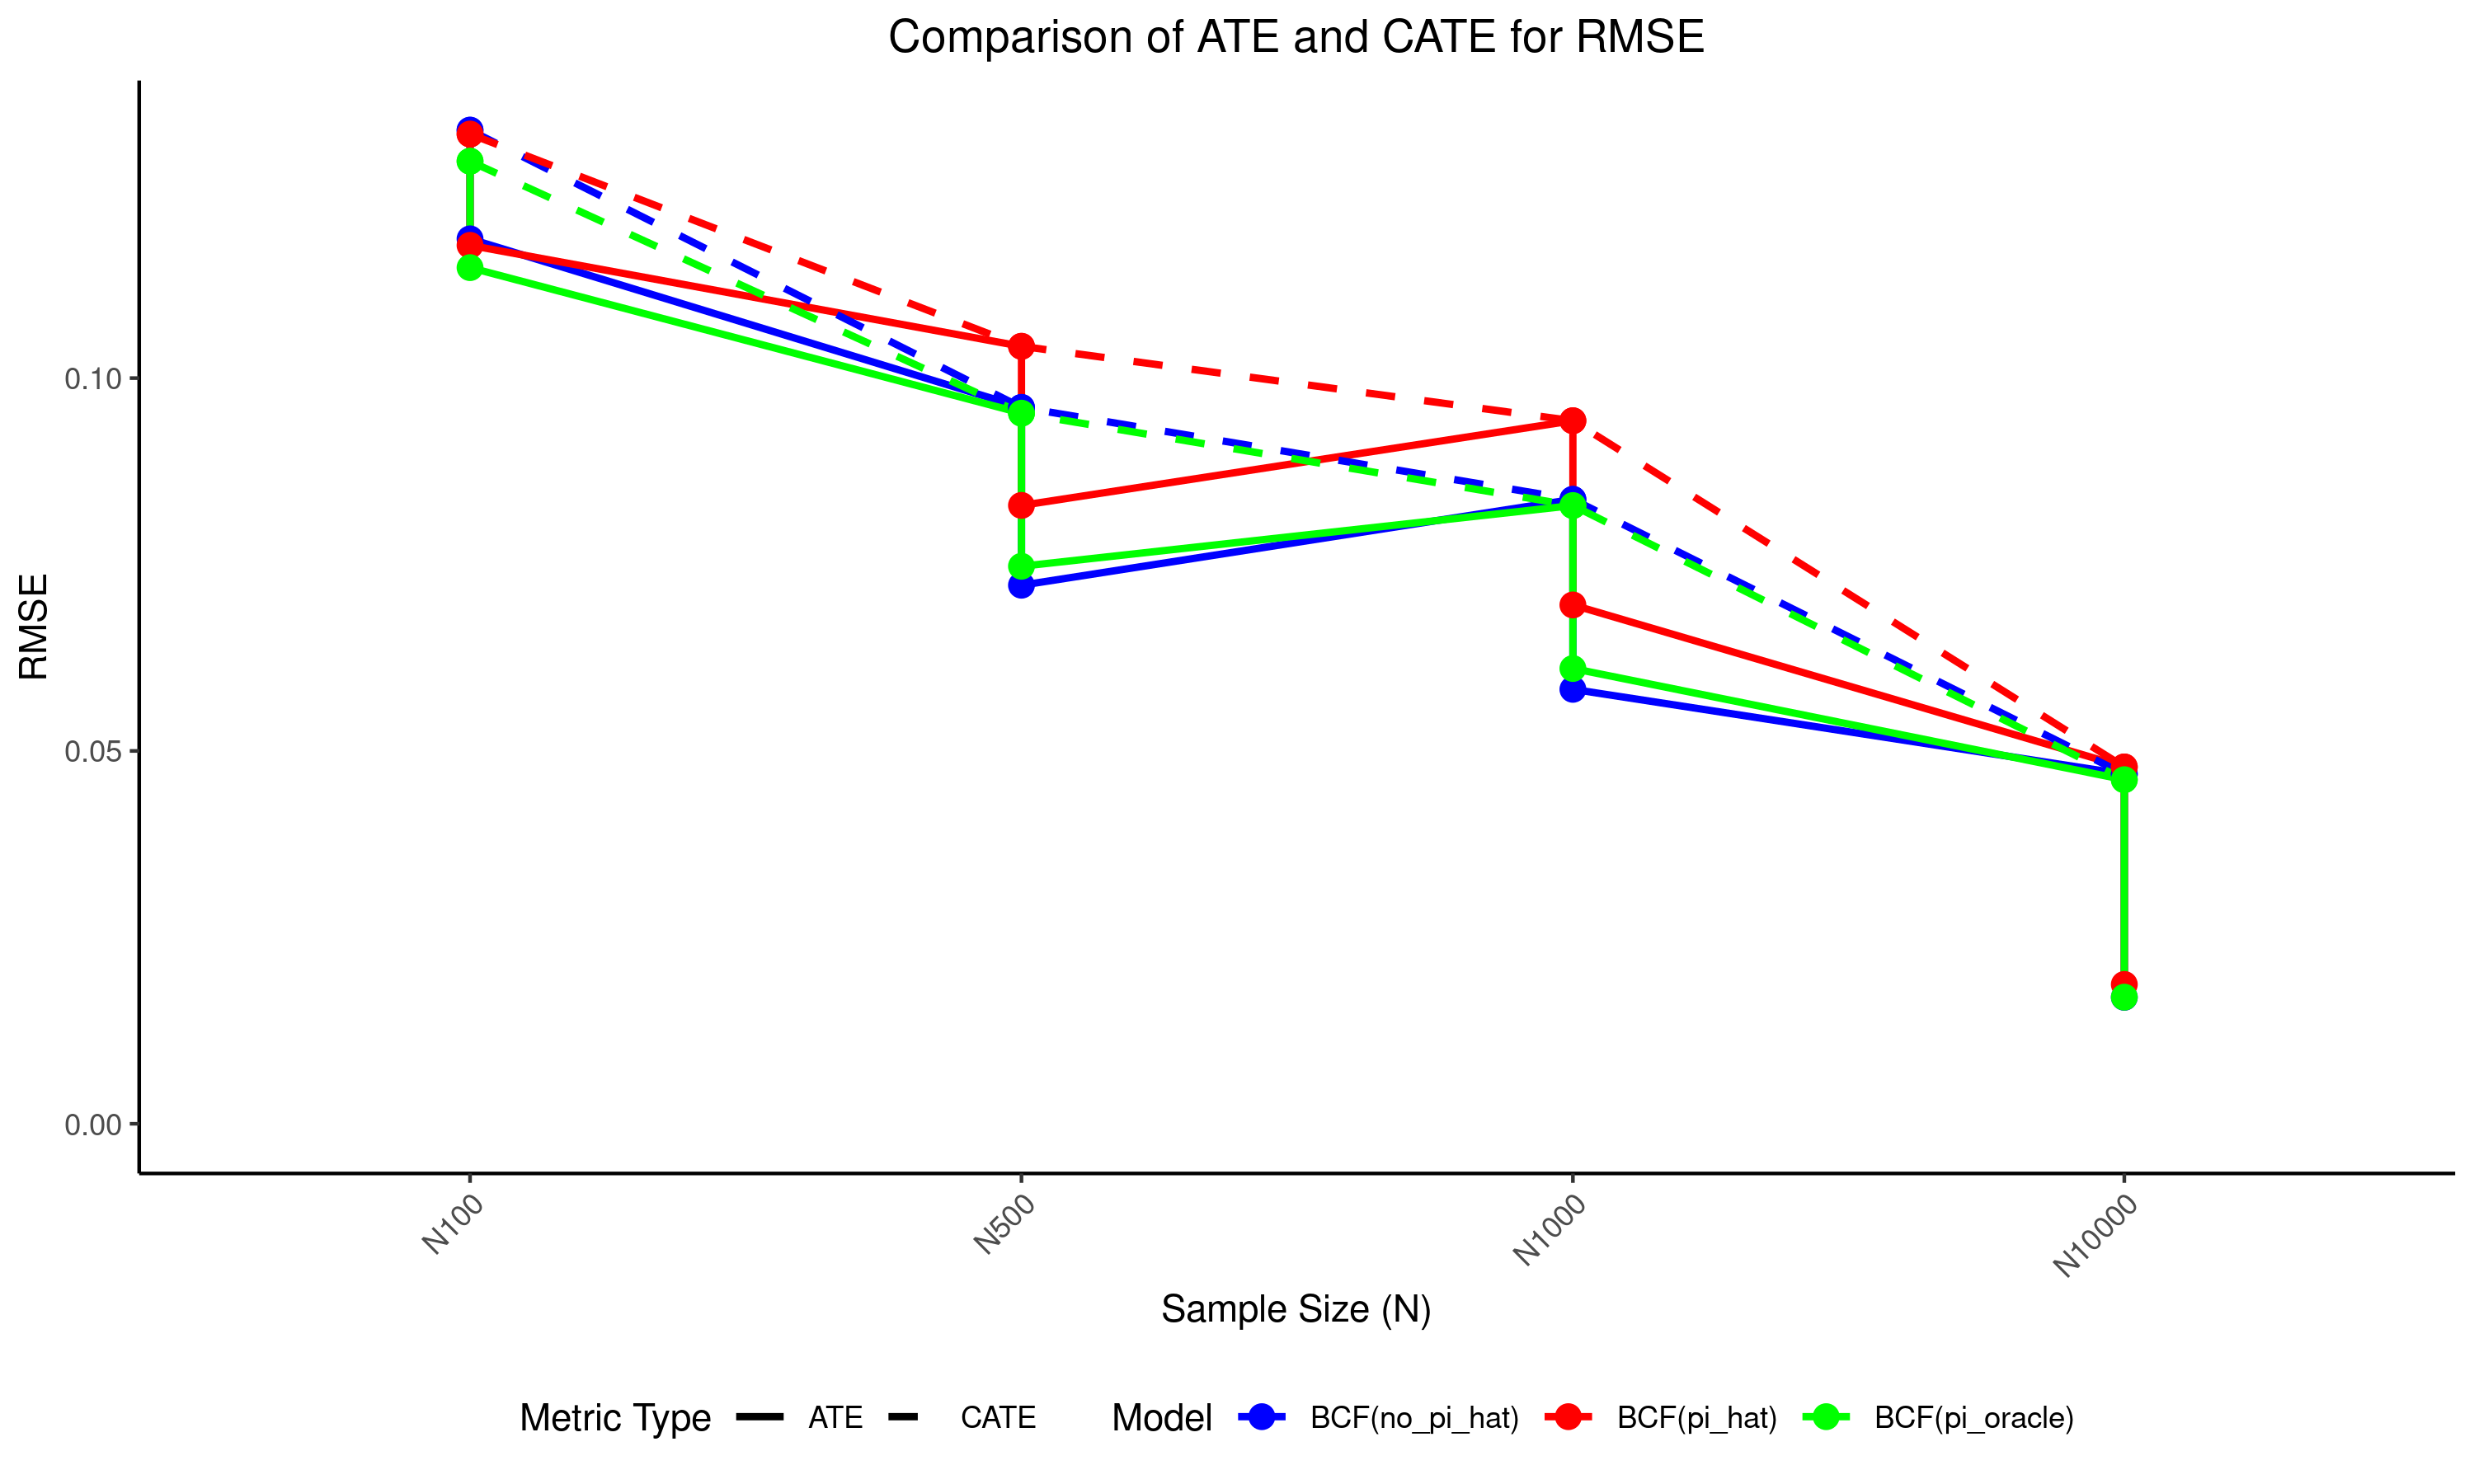 Comparison of ATE and CATE for RMSE
RMSE
0.10
0.05
0.00
N100
N500
N1000
N10000
Sample Size (N)
Metric Type ATE CATE Model BCF(no_pi_hat) BCF(pi_hat) BCF(pi_oracle)